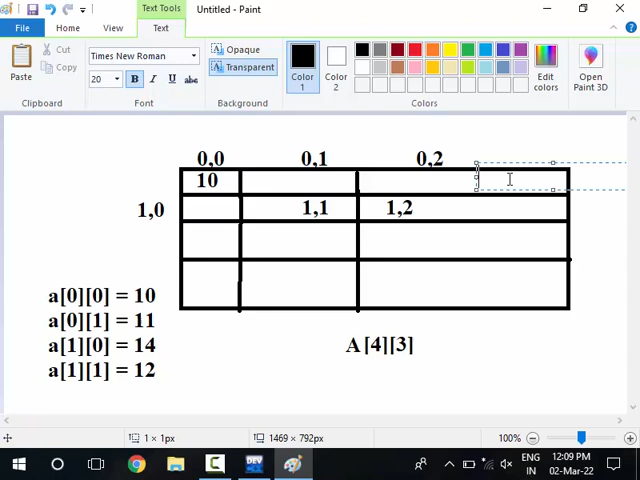 Untitled - Paint
Text Tools
File
Home
View
Text
Paste
Cut
Copy
Clipboard
Times New Roman
20
B
I
U
abc
Font
Opaque
Transparent
Background
Color 1
Color 2
Colors
Edit colors
Open Paint 3D
0,0 0,1 0,2
10
1,0 1,1 1,2
a[0][0] = 10
a[0][1] = 11
a[1][0] = 14
a[1][1] = 12
A [4][3]
1 × 1px
1469 × 792px
100%
ENG
IN
12:09 PM
02-Mar-22